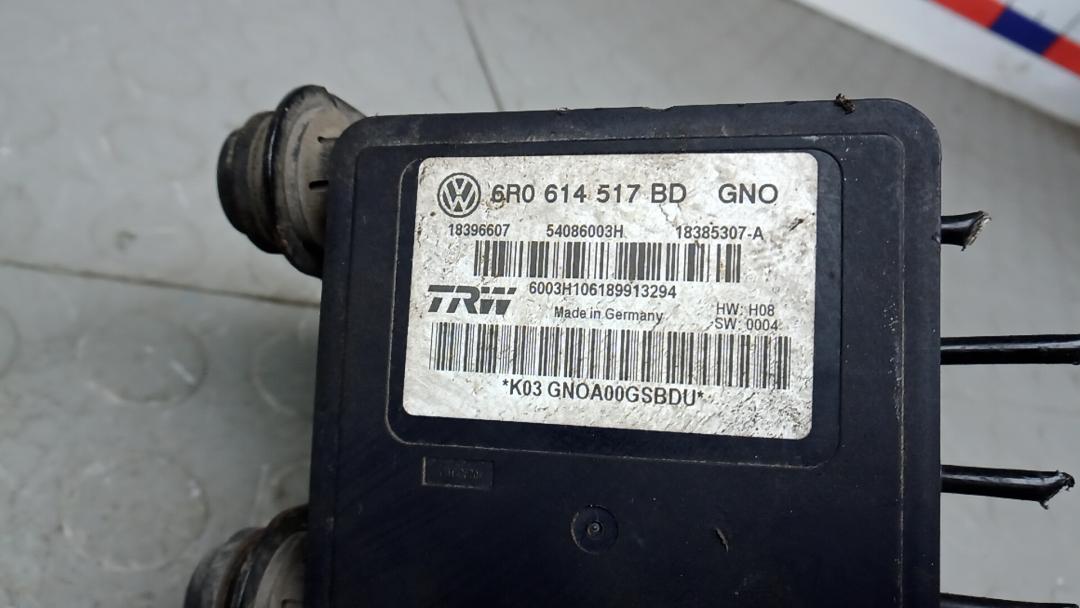 6R0 614 517 BD GNO
18396607 54086003H 18385307-A
6003H106189913294
TRW Made in Germany HW: H08
SW: 0004
*K03 GNOA00GSBDU*